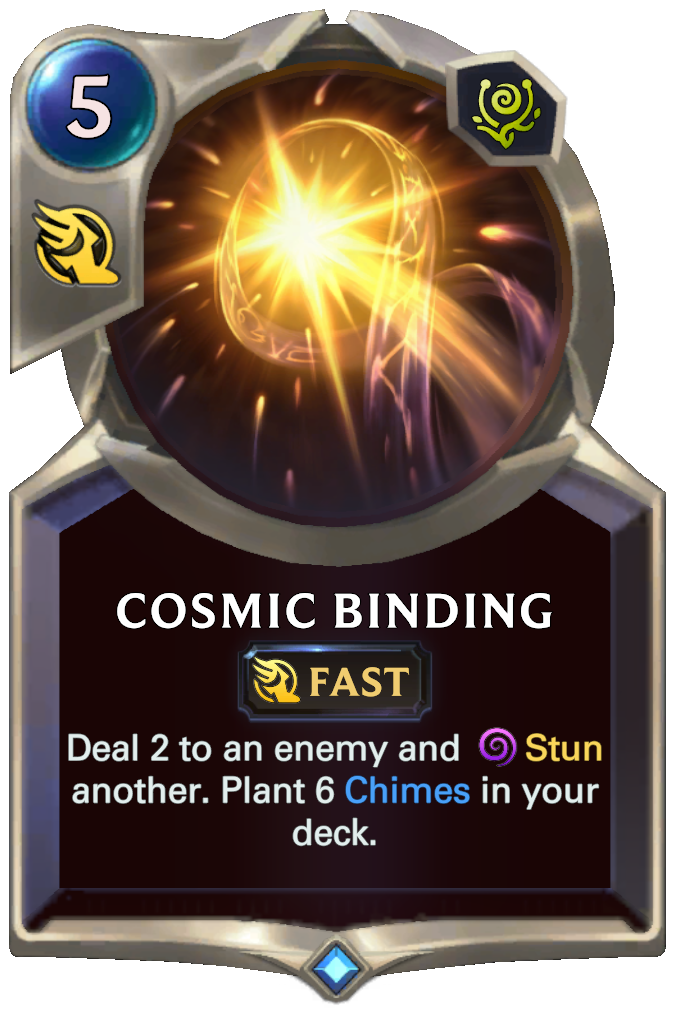 5
COSMIC BINDING
FAST
Deal 2 to an enemy and Stun
another. Plant 6 Chimes in your
deck.